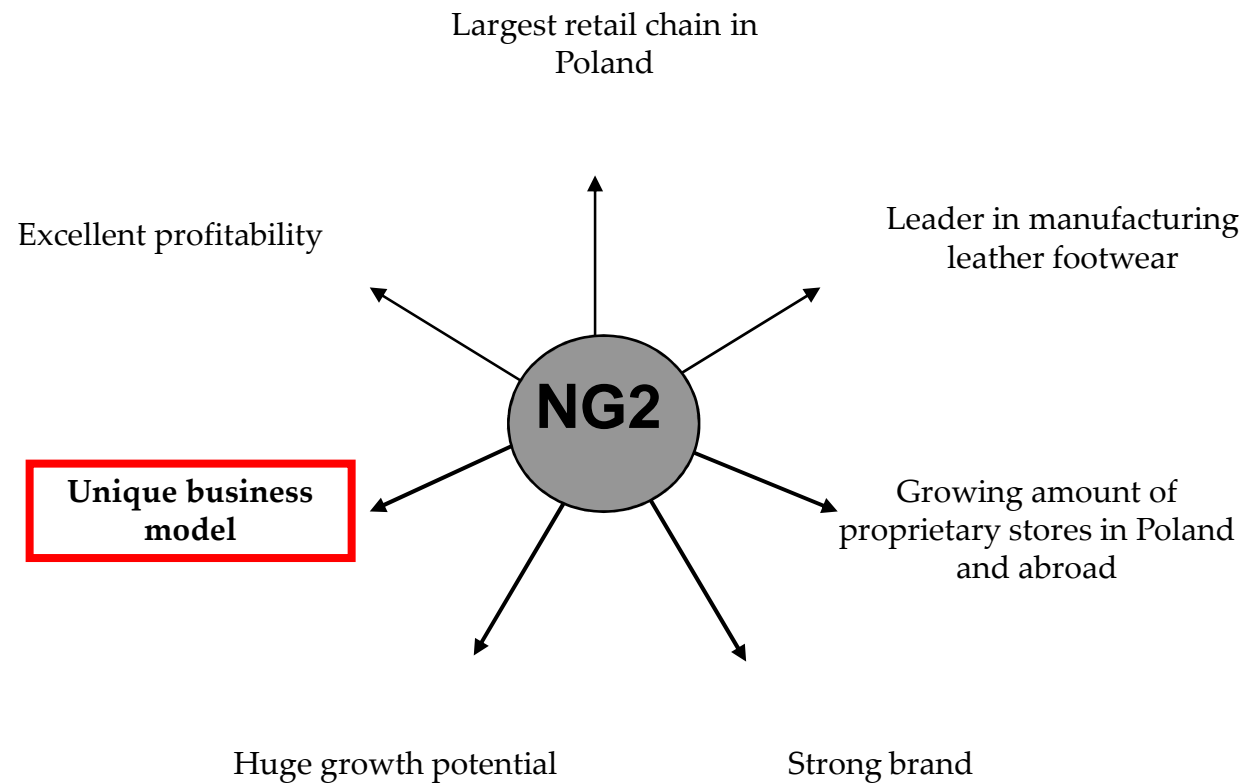 Largest retail chain in
Poland
Excellent profitability
Leader in manufacturing
leather footwear
NG2
Unique business
model
Growing amount of
proprietary stores in Poland
and abroad
Huge growth potential
Strong brand